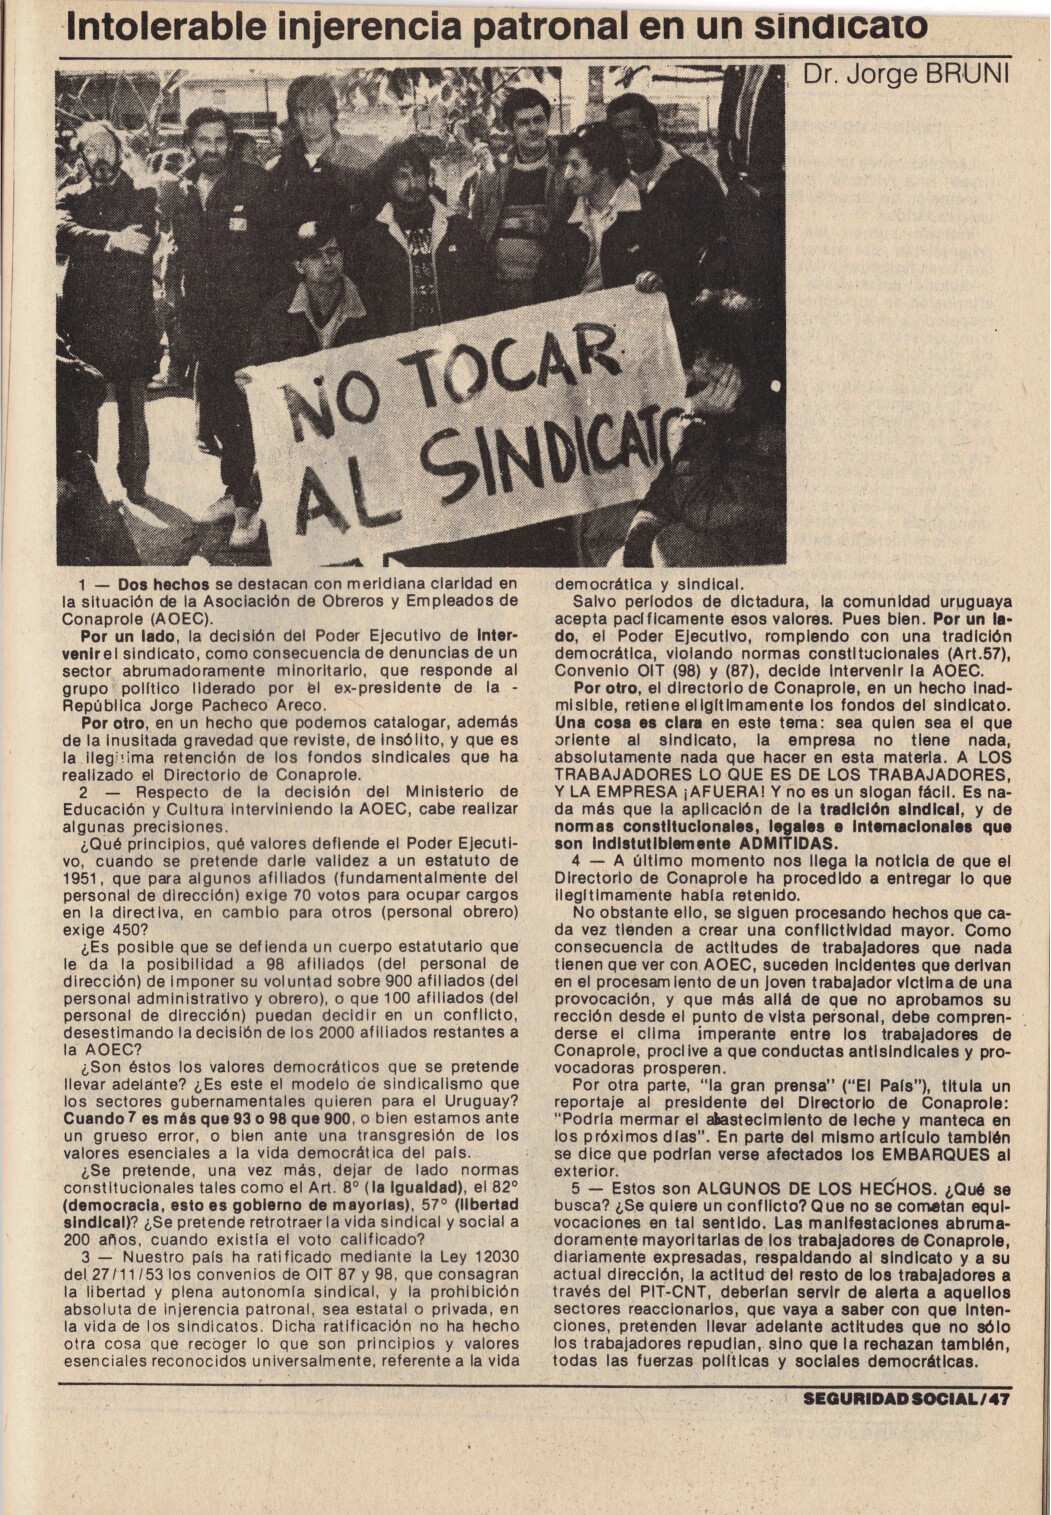 Intolerable injerencia patronal en un sindicato
Dr. Jorge BRUNI
NO TOCAR
AL SINDICATO
1 — Dos hechos se destacan con meridiana claridad en
la situación de la Asociación de Obreros y Empleados de
Conaprole (AOEC).
Por un lado, la decisión del Poder Ejecutivo de Inter-
venir el sindicato, como consecuencia de denuncias de un
sector abrumadoramente minoritario, que responde al
grupo político liderado por el ex-presidente de la -
República Jorge Pacheco Areco.
Por otro, en un hecho que podemos catalogar, además
de la inusitada gravedad que reviste, de insólito, y que es
la ilegítima retención de los fondos sindicales que ha
realizado el Directorio de Conaprole.
2 — Respecto de la decisión del Ministerio de
Educación y Cultura interviniendo la AOEC, cabe realizar
algunas precisiones.
¿Qué principios, qué valores defiende el Poder Ejecuti-
vo, cuando se pretende darle validez a un estatuto de
1951, que para algunos afiliados (fundamentalmente del
personal de dirección) exige 70 votos para ocupar cargos
en la directiva, en cambio para otros (personal obrero)
exige 450?
¿Es posible que se defienda un cuerpo estatutario que
le da la posibilidad a 98 afiliados (del personal de
dirección) de imponer su voluntad sobre 900 afiliados (del
personal administrativo y obrero), o que 100 afiliados (del
personal de dirección) puedan decidir en un conflicto,
desestimando la decisión de los 2000 afiliados restantes a
la AOEC?
¿Son éstos los valores democráticos que se pretende
llevar adelante? ¿Es este el modelo de sindicalismo que
los sectores gubernamentales quieren para el Uruguay?
Cuando 7 es más que 93 o 98 que 900, o bien estamos ante
un grueso error, o bien ante una transgresión de los
valores esenciales a la vida democrática del país.
¿Se pretende, una vez más, dejar de lado normas
constitucionales tales como el Art. 8º (la igualdad), el 82º
(democracia, esto es gobierno de mayorías), 57º (libertad
sindical)? ¿Se pretende retrotraer la vida sindical y social a
200 años, cuando existía el voto calificado?
3 — Nuestro país ha ratificado mediante la Ley 12030
del 27/11/53 los convenios de OIT 87 y 98, que consagran
la libertad y plena autonomía sindical, y la prohibición
absoluta de injerencia patronal, sea estatal o privada, en
la vida de los sindicatos. Dicha ratificación no ha hecho
otra cosa que recoger lo que son principios y valores
esenciales reconocidos universalmente, referente a la vida
democrática y sindical.
Salvo períodos de dictadura, la comunidad uruguaya
acepta pacíficamente esos valores. Pues bien. Por un la-
do, el Poder Ejecutivo, rompiendo con una tradición
democrática, violando normas constitucionales (Art.57),
Convenio OIT (98) y (87), decide intervenir la AOEC.
Por otro, el directorio de Conaprole, en un hecho inad-
misible, retiene eligítimamente los fondos del sindicato.
Una cosa es clara en este tema: sea quien sea el que
oriente al sindicato, la empresa no tiene nada,
absolutamente nada que hacer en esta materia. A LOS
TRABAJADORES LO QUE ES DE LOS TRABAJADORES,
Y LA EMPRESA ¡AFUERA! Y no es un slogan fácil. Es na-
da más que la aplicación de la tradición sindical, y de
normas constitucionales, legales e internacionales que
son indistutiblemente ADMITIDAS.
4 — A último momento nos llega la noticia de que el
Directorio de Conaprole ha procedido a entregar lo que
ilegítimamente había retenido.
No obstante ello, se siguen procesando hechos que ca-
da vez tienden a crear una conflictividad mayor. Como
consecuencia de actitudes de trabajadores que nada
tienen que ver con AOEC, suceden incidentes que derivan
en el procesamiento de un joven trabajador víctima de una
provocación, y que más allá de que no aprobamos su
rección desde el punto de vista personal, debe compren-
derse el clima imperante entre los trabajadores de
Conaprole, proclive a que conductas antisindicales y pro-
vocadoras prosperen.
Por otra parte, "la gran prensa" ("El País"), titula un
reportaje al presidente del Directorio de Conaprole:
"Podría mermar el abastecimiento de leche y manteca en
los próximos días". En parte del mismo artículo también
se dice que podrían verse afectados los EMBARQUES al
exterior.
5 — Estos son ALGUNOS DE LOS HECHOS. ¿Qué se
busca? ¿Se quiere un conflicto? Que no se cometan equi-
vocaciones en tal sentido. Las manifestaciones abruma-
doramente mayoritarias de los trabajadores de Conaprole,
diariamente expresadas, respaldando al sindicato y a su
actual dirección, la actitud del resto de los trabajadores a
través del PIT-CNT, deberían servir de alerta a aquellos
sectores reaccionarios, que vaya a saber con que inten-
ciones, pretenden llevar adelante actitudes que no sólo
los trabajadores repudian, sino que la rechazan también,
todas las fuerzas políticas y sociales democráticas.
SEGURIDAD SOCIAL/47